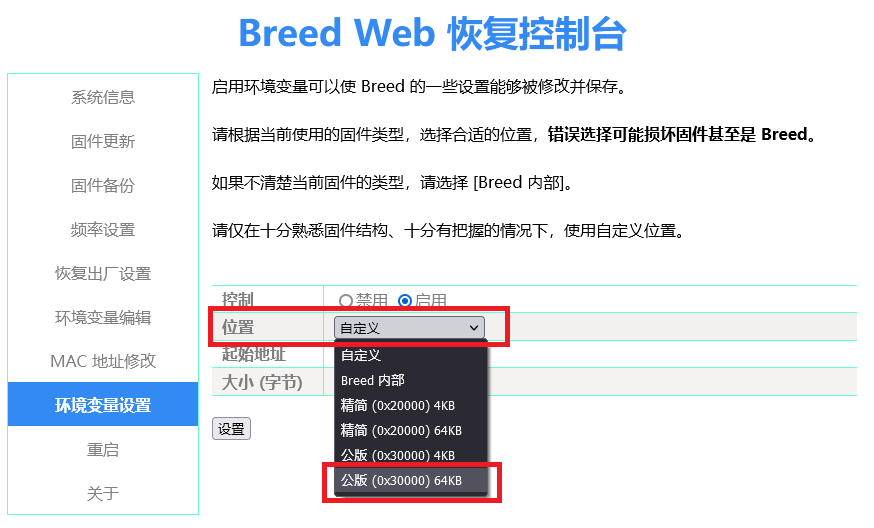 Breed Web 恢复控制台
系统信息
固件更新
固件备份
频率设置
恢复出厂设置
环境变量编辑
MAC 地址修改
环境变量设置
重启
关于
启用环境变量可以使 Breed 的一些设置能够被修改并保存。
请根据当前使用的固件类型，选择合适的位置，错误选择可能损坏固件甚至是 Breed。
如果不清楚当前固件的类型，请选择 [Breed 内部]。
请仅在十分熟悉固件结构、十分有把握的情况下，使用自定义位置。
控制 禁用 启用
位置 自定义
起始地址
大小 (字节)
自定义
Breed 内部
精简 (0x20000) 4KB
精简 (0x20000) 64KB
公版 (0x30000) 4KB
公版 (0x30000) 64KB
设置